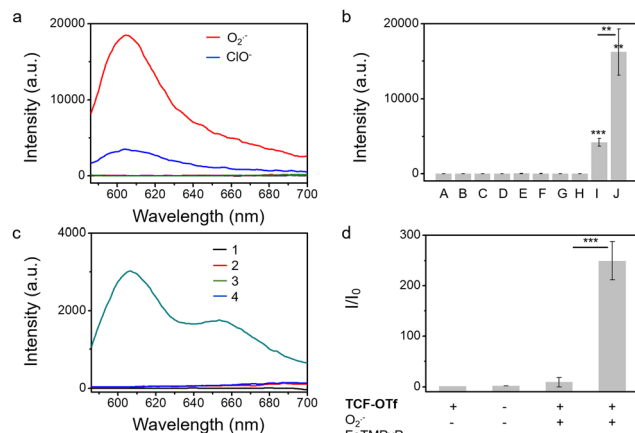 a
Intensity (a.u.)
20000
10000
0
O₂·⁻
ClO⁻
600 620 640 660 680 700
Wavelength (nm)
b
Intensity (a.u.)
20000
15000
10000
5000
0
**
**
***
A B C D E F G H I J
c
Intensity (a.u.)
4000
2000
0
1
2
3
4
600 620 640 660 680 700
Wavelength (nm)
d
I/I₀
300
200
100
0
***
TCF-OTf + - + +
O₂·⁻ - - + +